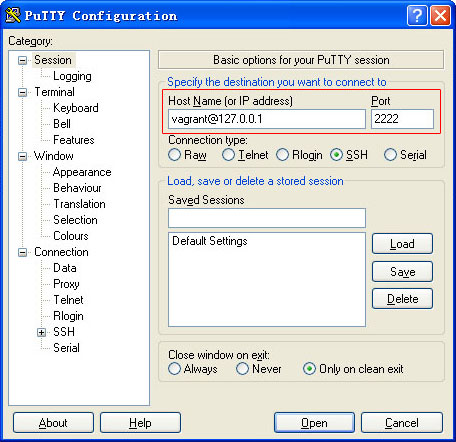 PuTTY Configuration
Category:
Session
Logging
Terminal
Keyboard
Bell
Features
Window
Appearance
Behaviour
Translation
Selection
Colours
Connection
Data
Proxy
Telnet
Rlogin
SSH
Serial
Basic options for your PuTTY session
Specify the destination you want to connect to
Host Name (or IP address) Port
vagrant@127.0.0.1 2222
Connection type:
Raw Telnet Rlogin SSH Serial
Load, save or delete a stored session
Saved Sessions
Default Settings
Load
Save
Delete
Close window on exit:
Always Never Only on clean exit
About Help Open Cancel